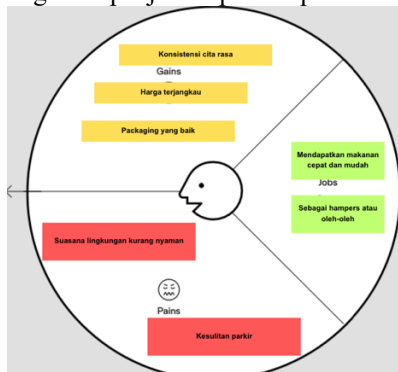 Konsistensi cita rasa
Gains
Harga terjangkau
Packaging yang baik
Mendapatkan makanan
cepat dan mudah
Jobs
Sebagai hampers atau
oleh-oleh
Suasana lingkungan kurang nyaman
Pains
Kesulitan parkir